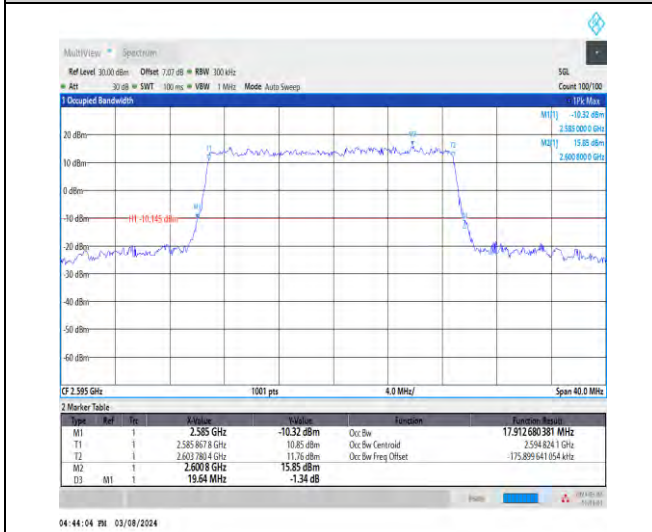 MultiView Spectrum
Ref Level 30.00 dBm Offset 7.07 dB RBW 300 kHz SGL
Att 30 dB SWT 100 ms VBW 1 MHz Mode Auto Sweep Count 100/100
1 Occupied Bandwidth 1Pk Max
M1[1] -10.32 dBm
2.585 000 0 GHz
M2[1] 15.85 dBm
2.600 800 0 GHz
20 dBm
10 dBm
0 dBm
-10 dBm
-20 dBm
-30 dBm
-40 dBm
-50 dBm
-60 dBm
H1 -10.145 dBm
T1
T2
M1
CF 2.595 GHz 1001 pts 4.0 MHz/ Span 40.0 MHz
2 Marker Table
Type Ref Trc X-Value Y-Value Function Function Result
M1 1 2.585 GHz -10.32 dBm Occ Bw 17.912 680 381 MHz
T1 1 2.585 867 8 GHz 10.85 dBm Occ Bw Centroid 2.594 824 1 GHz
T2 1 2.603 780 4 GHz 11.76 dBm Occ Bw Freq Offset -175.899 641 054 kHz
M2 1 2.600 8 GHz 15.85 dBm
D3 M1 1 19.64 MHz -1.34 dB
04:44:04 PM 03/08/2024